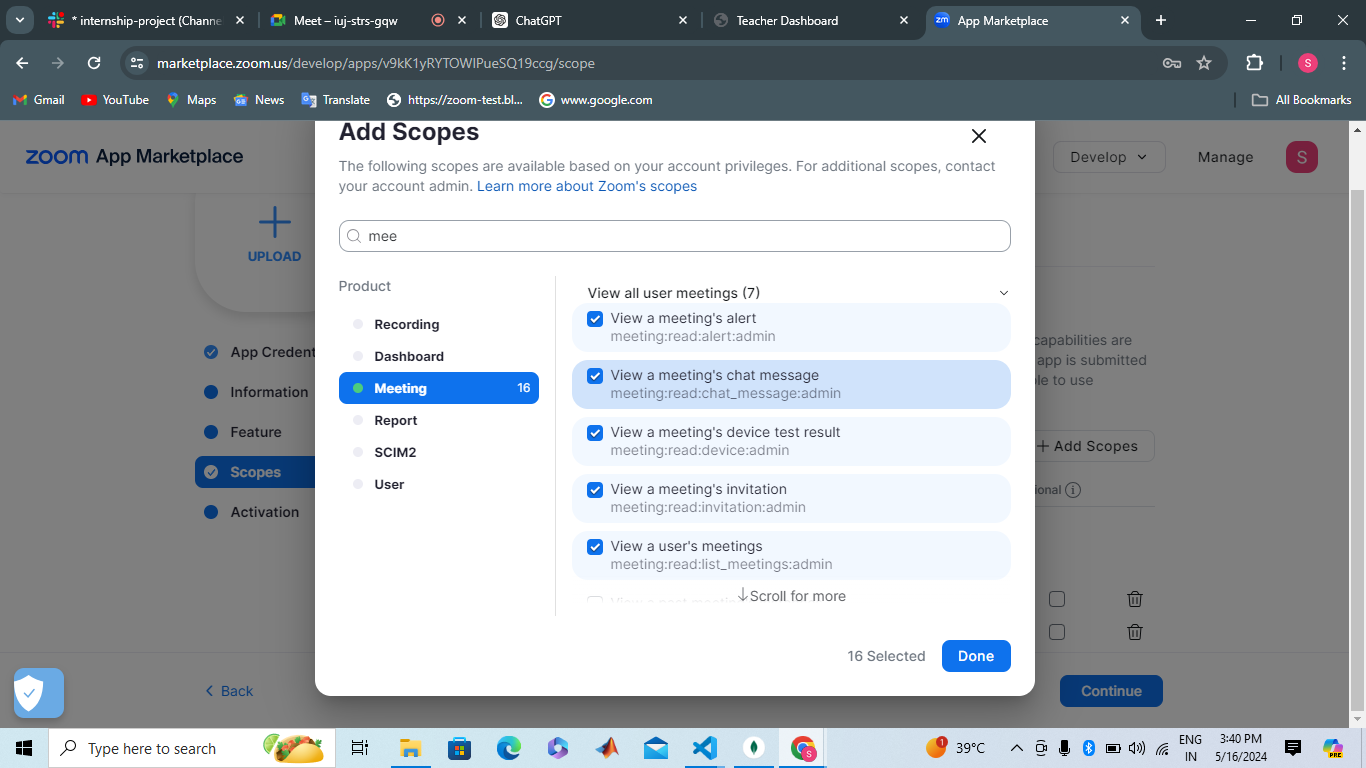 * internship-project (Channe
Meet – iuj-strs-gqw
ChatGPT
Teacher Dashboard
zm
App Marketplace
marketplace.zoom.us/develop/apps/v9kK1yRYTOWlPueSQ19ccg/scope
S
Gmail
YouTube
Maps
News
Translate
https://zoom-test.bl...
www.google.com
All Bookmarks
zoom App Marketplace
Develop
Manage
S
Add Scopes
The following scopes are available based on your account privileges. For additional scopes, contact
your account admin. Learn more about Zoom's scopes
mee
UPLOAD
App Credent
Information
Feature
Scopes
Activation
Product
Recording
Dashboard
Meeting 16
Report
SCIM2
User
View all user meetings (7)
View a meeting's alert
meeting:read:alert:admin
View a meeting's chat message
meeting:read:chat_message:admin
View a meeting's device test result
meeting:read:device:admin
View a meeting's invitation
meeting:read:invitation:admin
View a user's meetings
meeting:read:list_meetings:admin
Scroll for more
16 Selected
Done
capabilities are
app is submitted
le to use
+ Add Scopes
ional
Back
Continue
Type here to search
1
39°C
ENG
IN
3:40 PM
5/16/2024
PRE